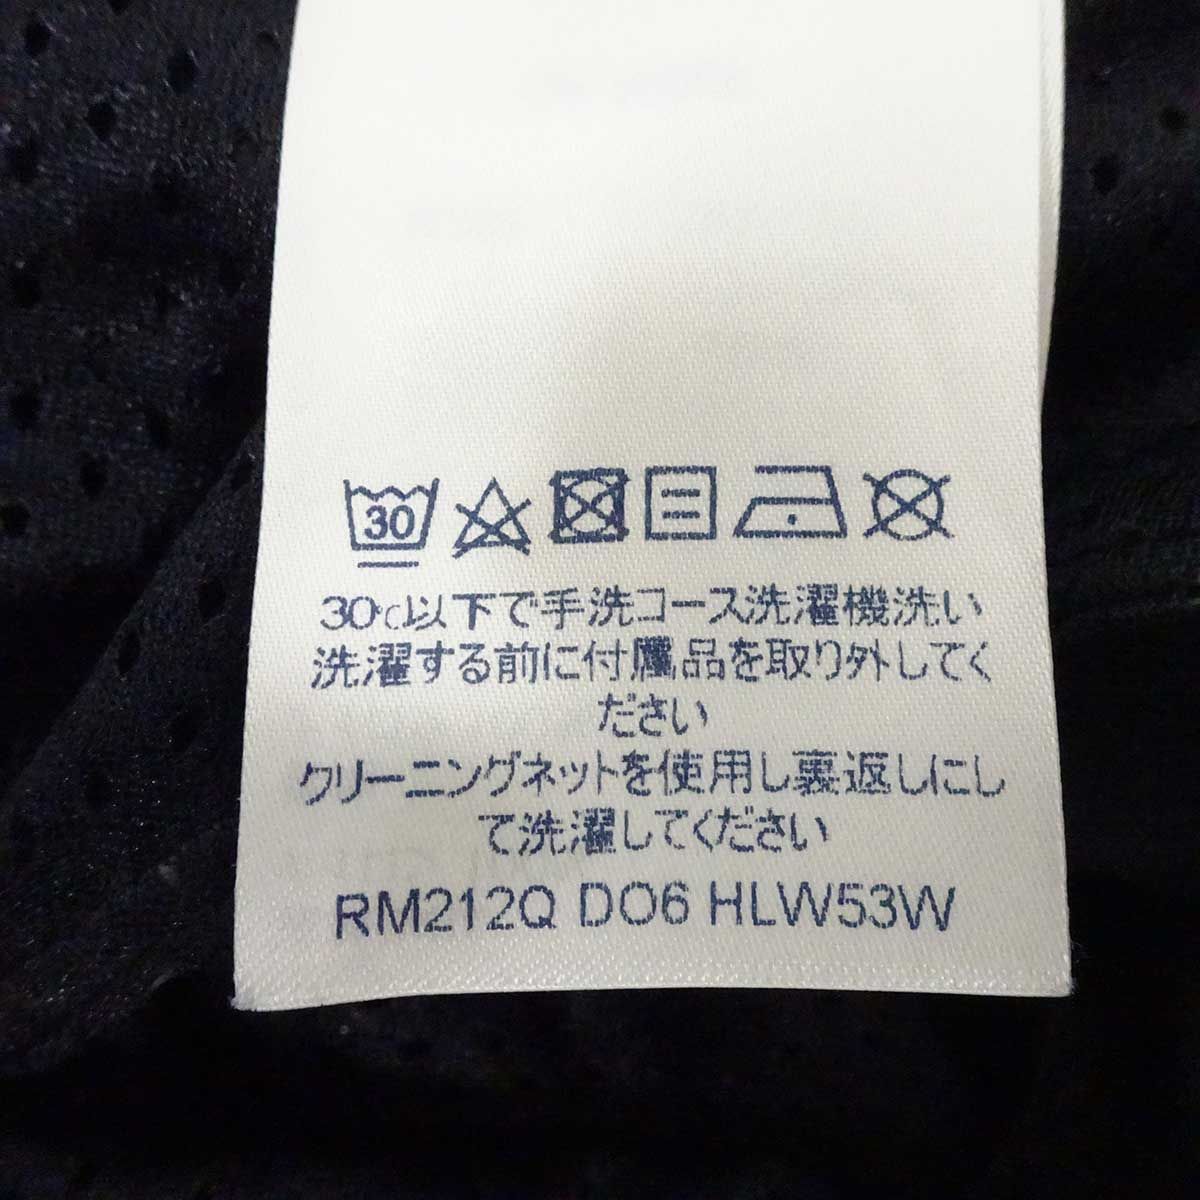 30
30℃以下で手洗コース洗濯機洗い
洗濯する前に付属品を取り外してく
ださい
クリーニングネットを使用し裏返しにし
て洗濯してください
RM212Q DO6 HLW53W